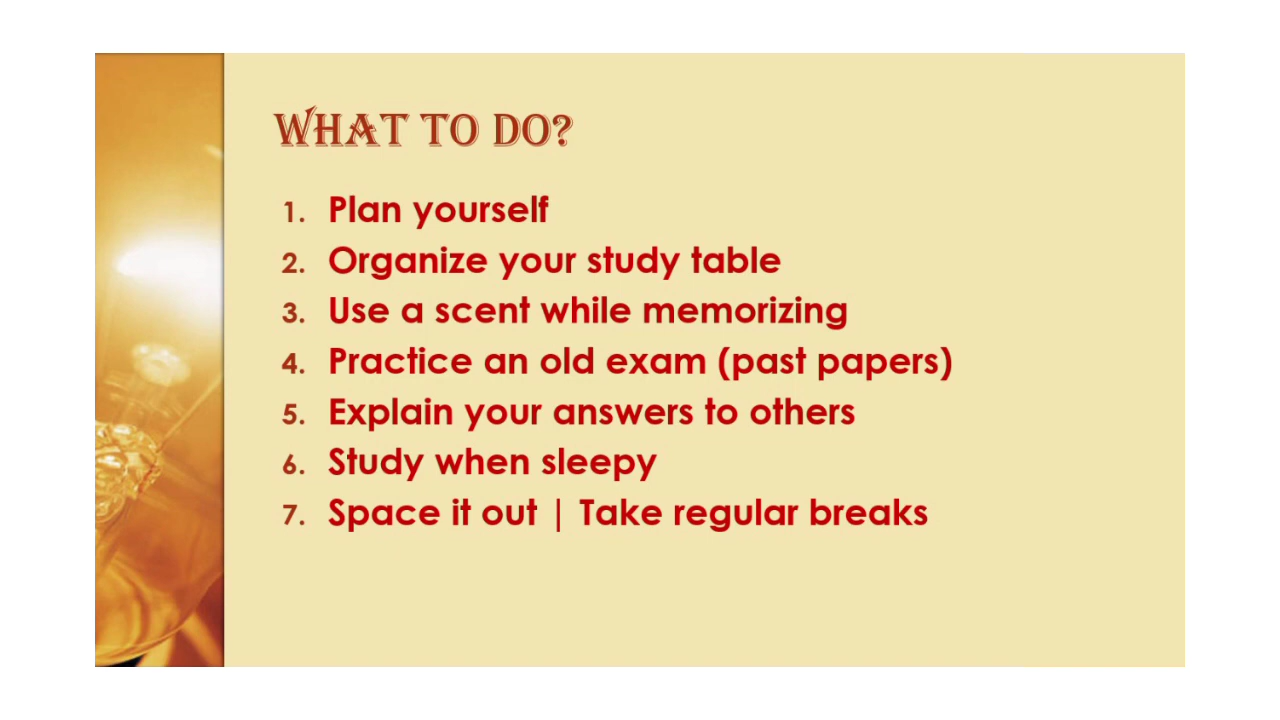 WHAT TO DO?
1. Plan yourself
2. Organize your study table
3. Use a scent while memorizing
4. Practice an old exam (past papers)
5. Explain your answers to others
6. Study when sleepy
7. Space it out | Take regular breaks